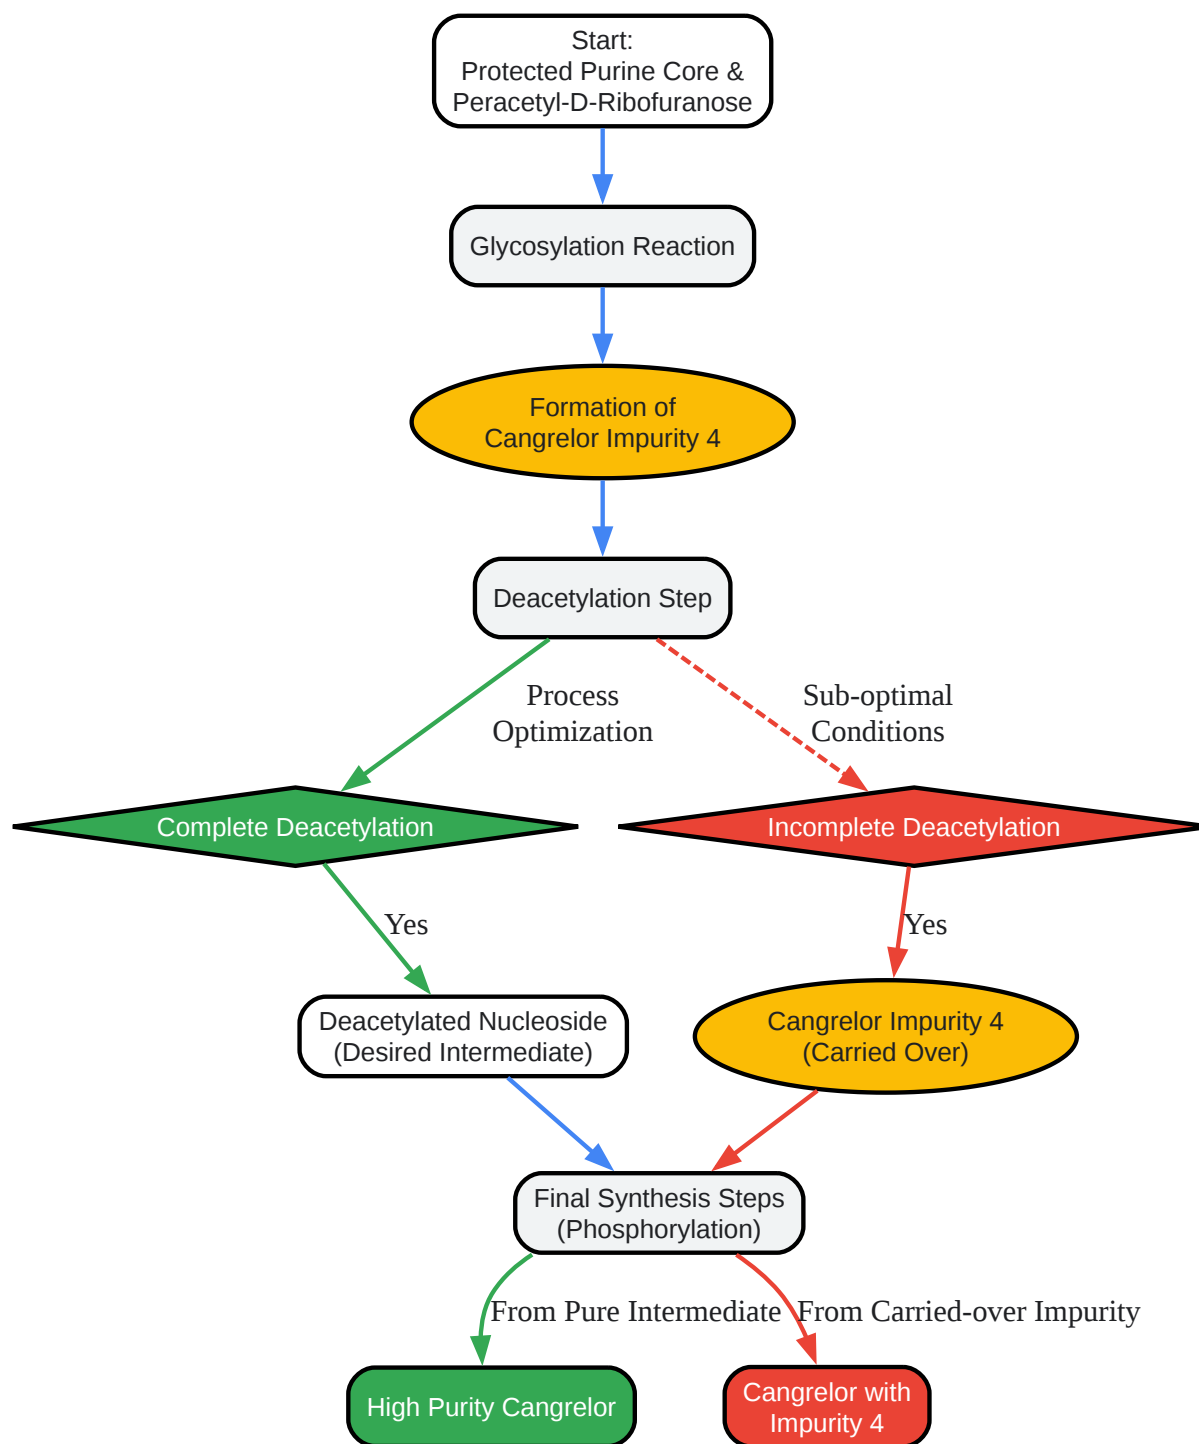 Start:
Protected Purine Core &
Peracetyl-D-Ribofuranose
Glycosylation Reaction
Formation of
Cangrelor Impurity 4
Deacetylation Step
Process
Optimization
Sub-optimal
Conditions
Complete Deacetylation
Incomplete Deacetylation
Yes
Yes
Deacetylated Nucleoside
(Desired Intermediate)
Cangrelor Impurity 4
(Carried Over)
Final Synthesis Steps
(Phosphorylation)
From Pure Intermediate
From Carried-over Impurity
High Purity Cangrelor
Cangrelor with
Impurity 4